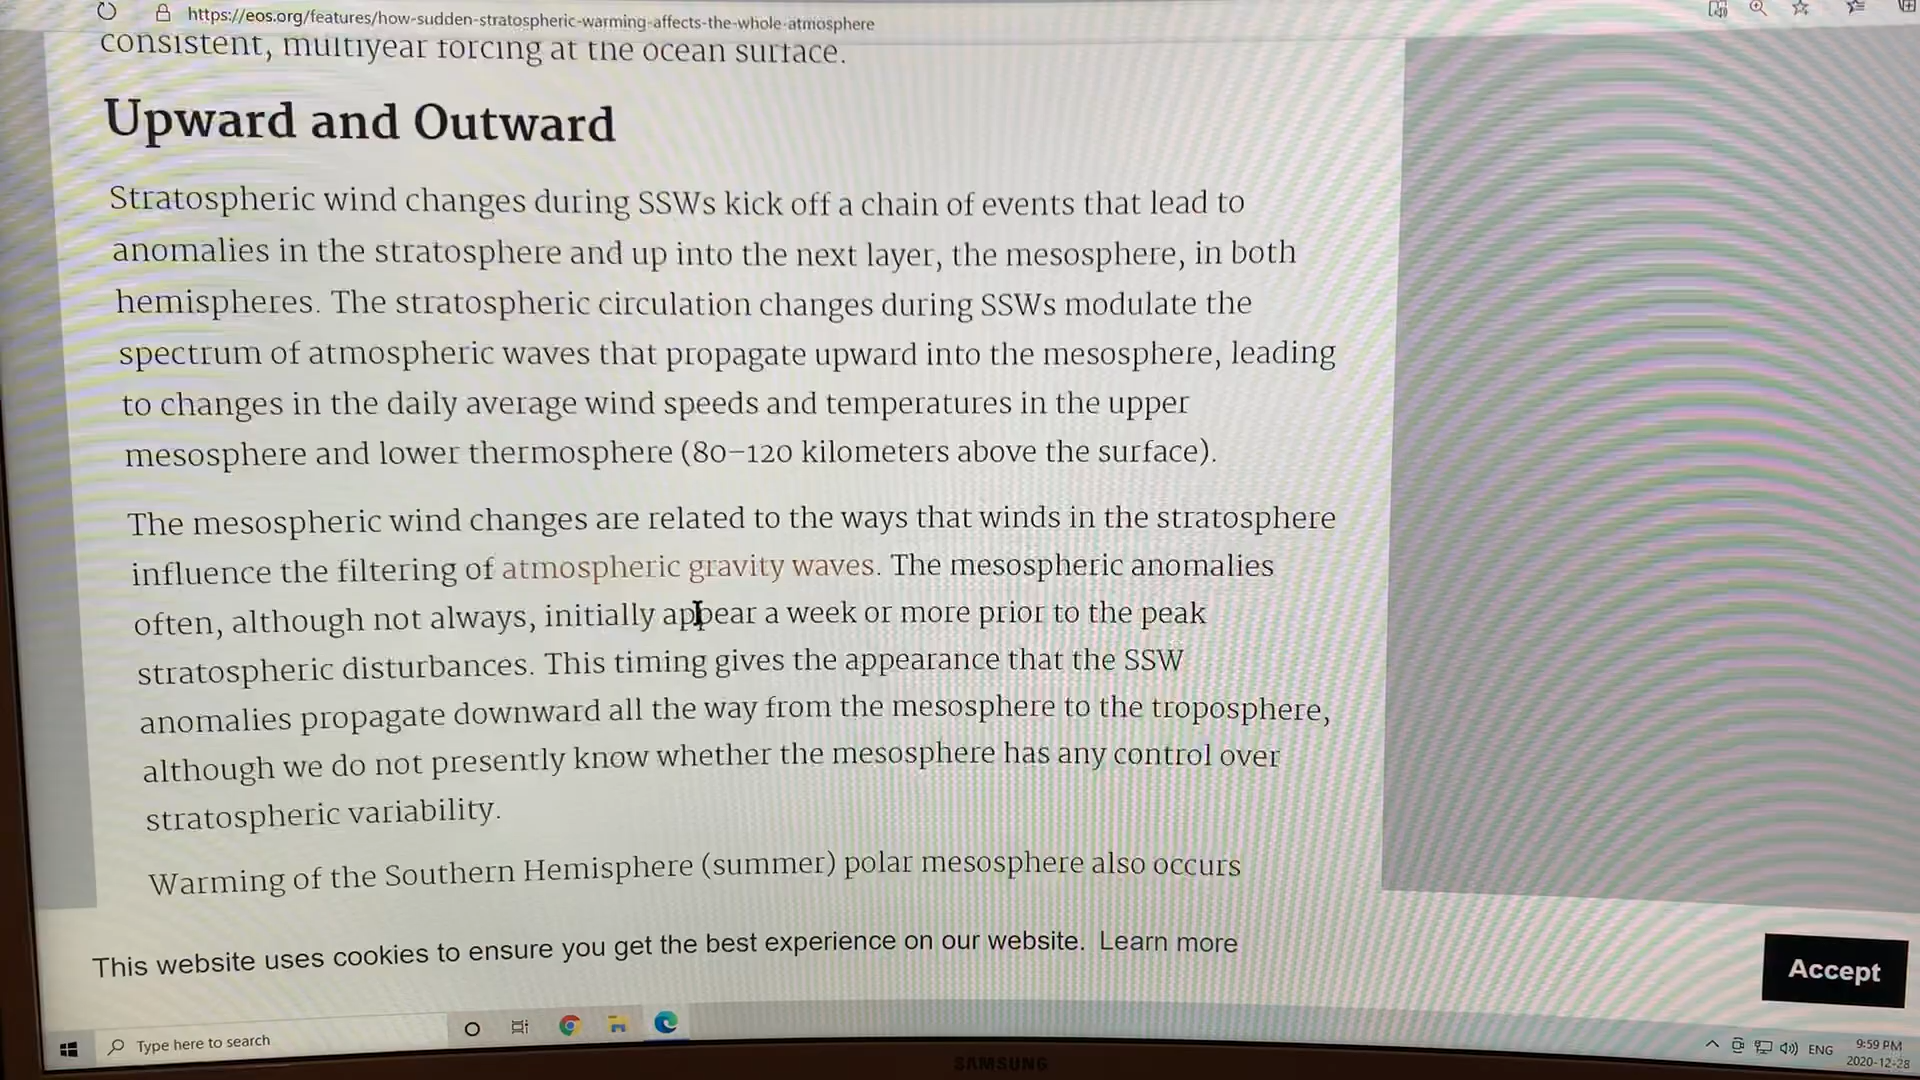 https://eos.org/features/how-sudden-stratospheric-warming-affects-the-whole-atmosphere
consistent, multiyear forcing at the ocean surface.
Upward and Outward
Stratospheric wind changes during SSWs kick off a chain of events that lead to
anomalies in the stratosphere and up into the next layer, the mesosphere, in both
hemispheres. The stratospheric circulation changes during SSWs modulate the
spectrum of atmospheric waves that propagate upward into the mesosphere, leading
to changes in the daily average wind speeds and temperatures in the upper
mesosphere and lower thermosphere (80–120 kilometers above the surface).
The mesospheric wind changes are related to the ways that winds in the stratosphere
influence the filtering of atmospheric gravity waves. The mesospheric anomalies
often, although not always, initially appear a week or more prior to the peak
stratospheric disturbances. This timing gives the appearance that the SSW
anomalies propagate downward all the way from the mesosphere to the troposphere,
although we do not presently know whether the mesosphere has any control over
stratospheric variability.
Warming of the Southern Hemisphere (summer) polar mesosphere also occurs
This website uses cookies to ensure you get the best experience on our website. Learn more
Accept
Type here to search
ENG
9:59 PM
2020-12-28
SAMSUNG